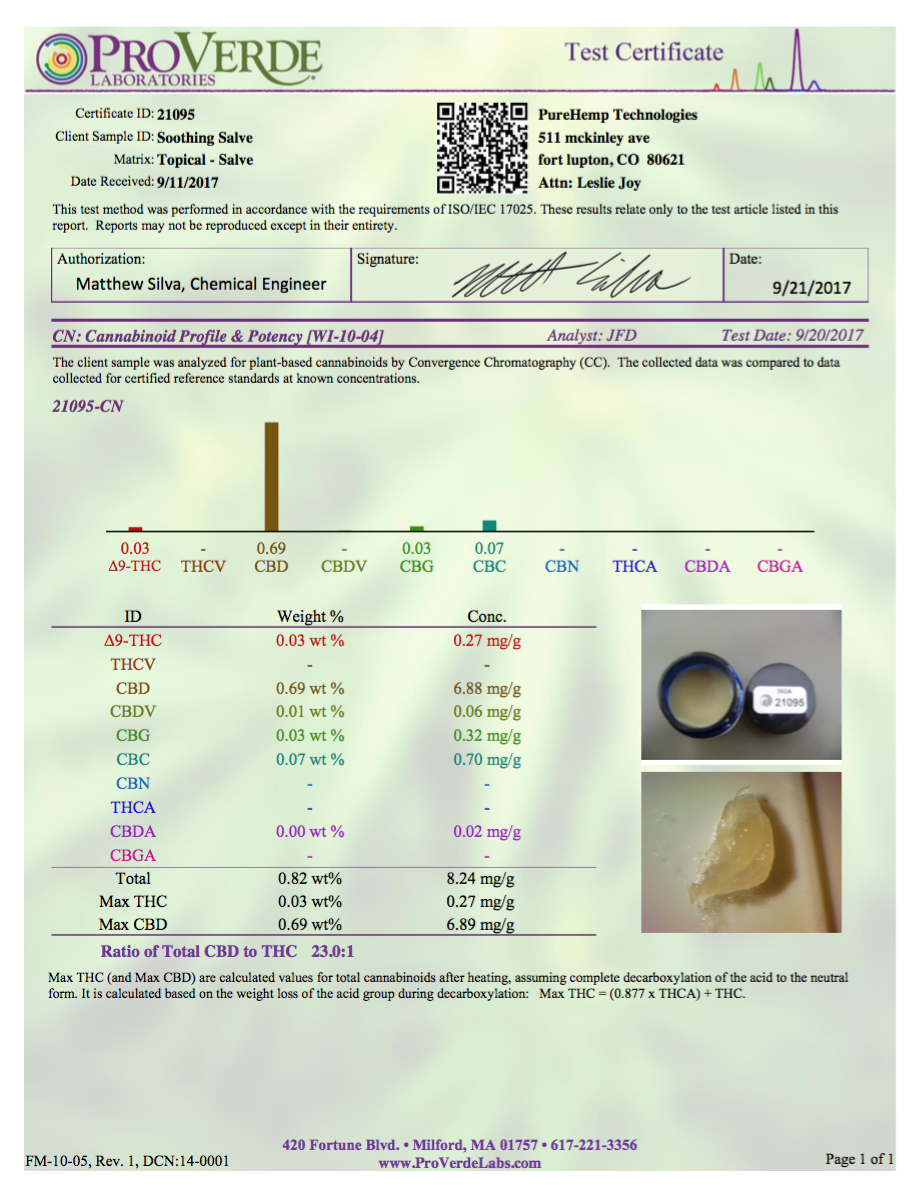 PROVERDE
LABORATORIES
Test Certificate
Certificate ID: 21095
Client Sample ID: Soothing Salve
Matrix: Topical - Salve
Date Received: 9/11/2017
PureHemp Technologies
511 mckinley ave
fort lupton, CO 80621
Attn: Leslie Joy
This test method was performed in accordance with the requirements of ISO/IEC 17025. These results relate only to the test article listed in this
report. Reports may not be reproduced except in their entirety.
Authorization:
Matthew Silva, Chemical Engineer
Signature:
Matt Silva
Date:
9/21/2017
CN: Cannabinoid Profile & Potency [WI-10-04] Analyst: JFD Test Date: 9/20/2017
The client sample was analyzed for plant-based cannabinoids by Convergence Chromatography (CC). The collected data was compared to data
collected for certified reference standards at known concentrations.
21095-CN
0.03 - 0.69 - 0.03 0.07 - - - -
Δ9-THC THCV CBD CBDV CBG CBC CBN THCA CBDA CBGA
ID Weight % Conc.
Δ9-THC 0.03 wt % 0.27 mg/g
THCV - -
CBD 0.69 wt % 6.88 mg/g
CBDV 0.01 wt % 0.06 mg/g
CBG 0.03 wt % 0.32 mg/g
CBC 0.07 wt % 0.70 mg/g
CBN - -
THCA - -
CBDA 0.00 wt % 0.02 mg/g
CBGA - -
Total 0.82 wt% 8.24 mg/g
Max THC 0.03 wt% 0.27 mg/g
Max CBD 0.69 wt% 6.89 mg/g
21095
Ratio of Total CBD to THC 23.0:1
Max THC (and Max CBD) are calculated values for total cannabinoids after heating, assuming complete decarboxylation of the acid to the neutral
form. It is calculated based on the weight loss of the acid group during decarboxylation: Max THC = (0.877 x THCA) + THC.
420 Fortune Blvd. • Milford, MA 01757 • 617-221-3356
www.ProVerdeLabs.com
FM-10-05, Rev. 1, DCN:14-0001
Page 1 of 1